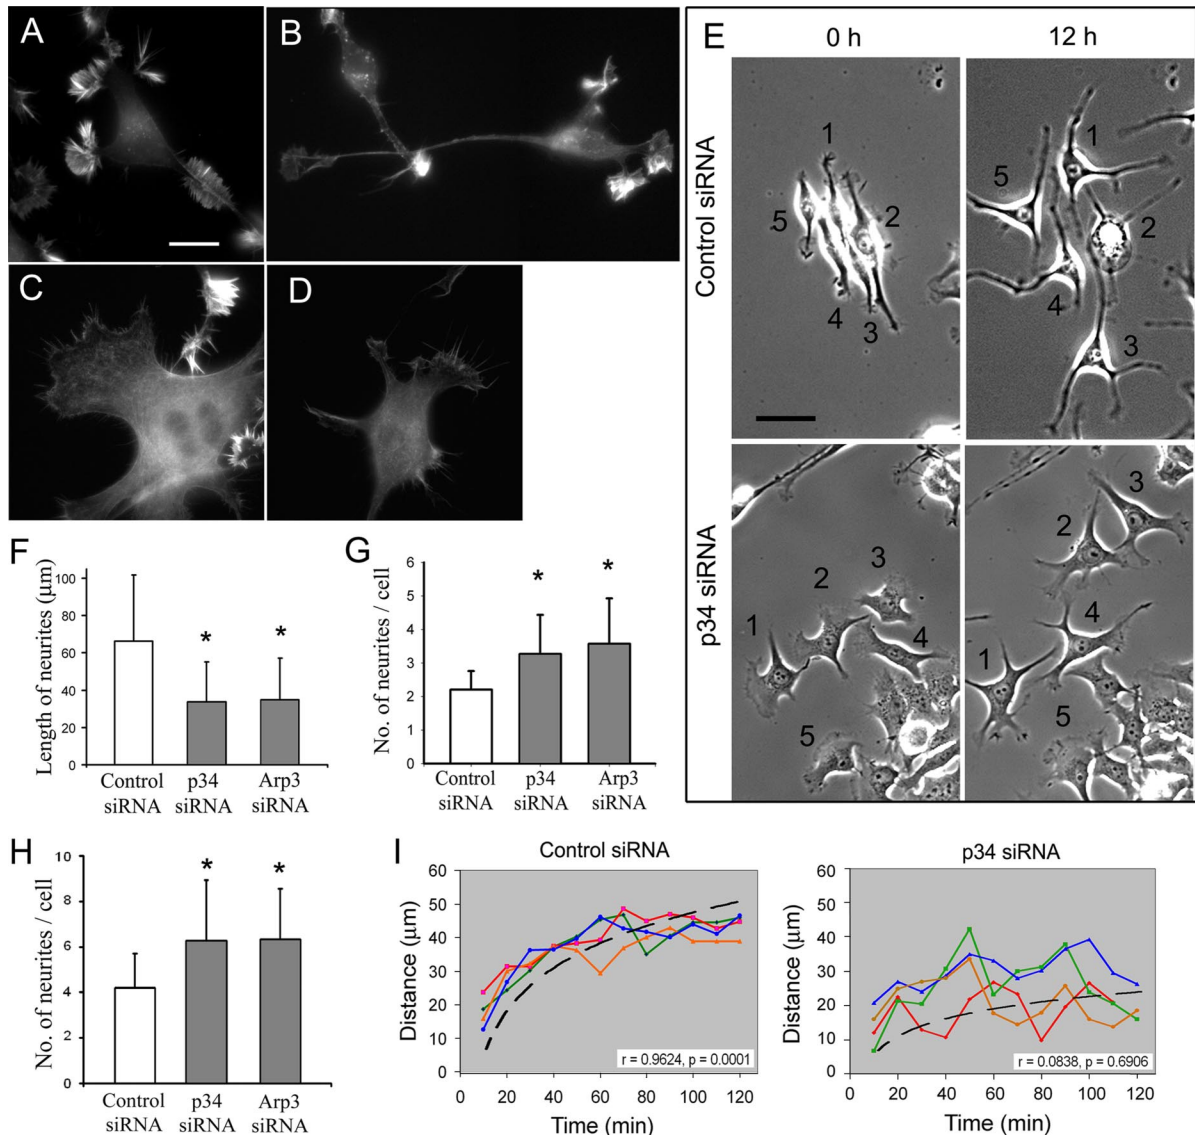 A
B
C
D
E
0 h
12 h
Control siRNA
1
2
3
4
5
1
2
3
4
5
p34 siRNA
1
2
3
4
5
1
2
3
4
5
F
Length of neurites (µm)
100
80
60
40
20
0
Control siRNA
p34 siRNA
Arp3 siRNA
*
*
G
No. of neurites / cell
6
5
4
3
2
1
0
Control siRNA
p34 siRNA
Arp3 siRNA
*
*
H
No. of neurites / cell
10
8
6
4
2
0
Control siRNA
p34 siRNA
Arp3 siRNA
*
*
I
Control siRNA
Distance (µm)
60
50
40
30
20
10
0
r = 0.9624, p = 0.0001
0 20 40 60 80 100 120
Time (min)
p34 siRNA
Distance (µm)
60
50
40
30
20
10
0
r = 0.0838, p = 0.6906
0 20 40 60 80 100 120
Time (min)